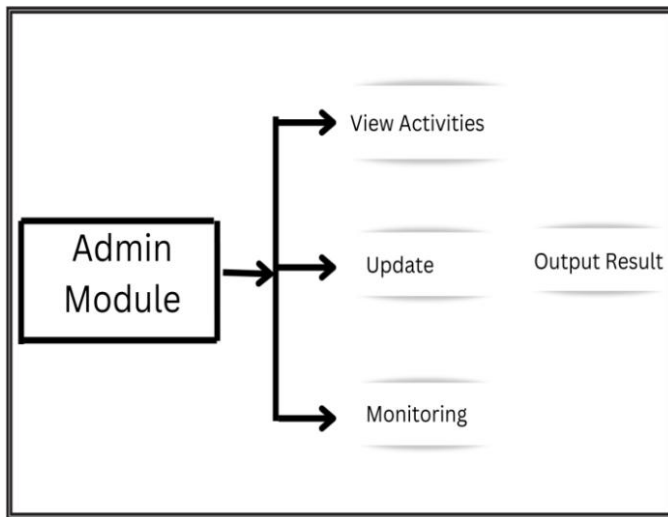 View Activities
Admin
Module
Update
Output Result
Monitoring